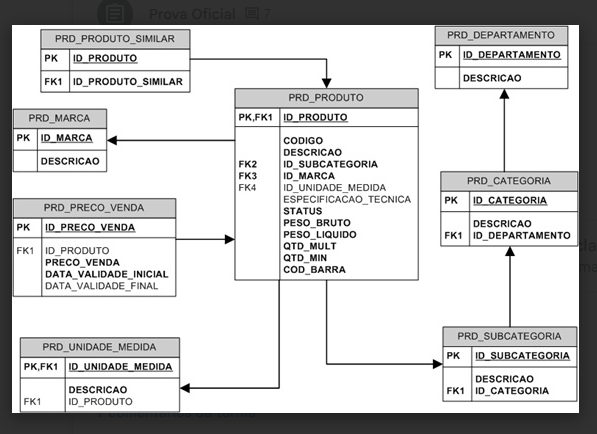 Prova Oficial
PRD_PRODUTO_SIMILAR
PK ID_PRODUTO
FK1 ID_PRODUTO_SIMILAR
PRD_DEPARTAMENTO
PK ID_DEPARTAMENTO
DESCRICAO
PRD_MARCA
PK ID_MARCA
DESCRICAO
PRD_PRODUTO
PK,FK1 ID_PRODUTO
CODIGO
DESCRICAO
FK2 ID_SUBCATEGORIA
FK3 ID_MARCA
FK4 ID_UNIDADE_MEDIDA
ESPECIFICACAO_TECNICA
STATUS
PESO_BRUTO
PESO_LIQUIDO
QTD_MULT
QTD_MIN
COD_BARRA
PRD_CATEGORIA
PK ID_CATEGORIA
DESCRICAO
FK1 ID_DEPARTAMENTO
PRD_PRECO_VENDA
PK ID_PRECO_VENDA
FK1 ID_PRODUTO
PRECO_VENDA
DATA_VALIDADE_INICIAL
DATA_VALIDADE_FINAL
PRD_UNIDADE_MEDIDA
PK,FK1 ID_UNIDADE_MEDIDA
DESCRICAO
FK1 ID_PRODUTO
PRD_SUBCATEGORIA
PK ID_SUBCATEGORIA
DESCRICAO
FK1 ID_CATEGORIA